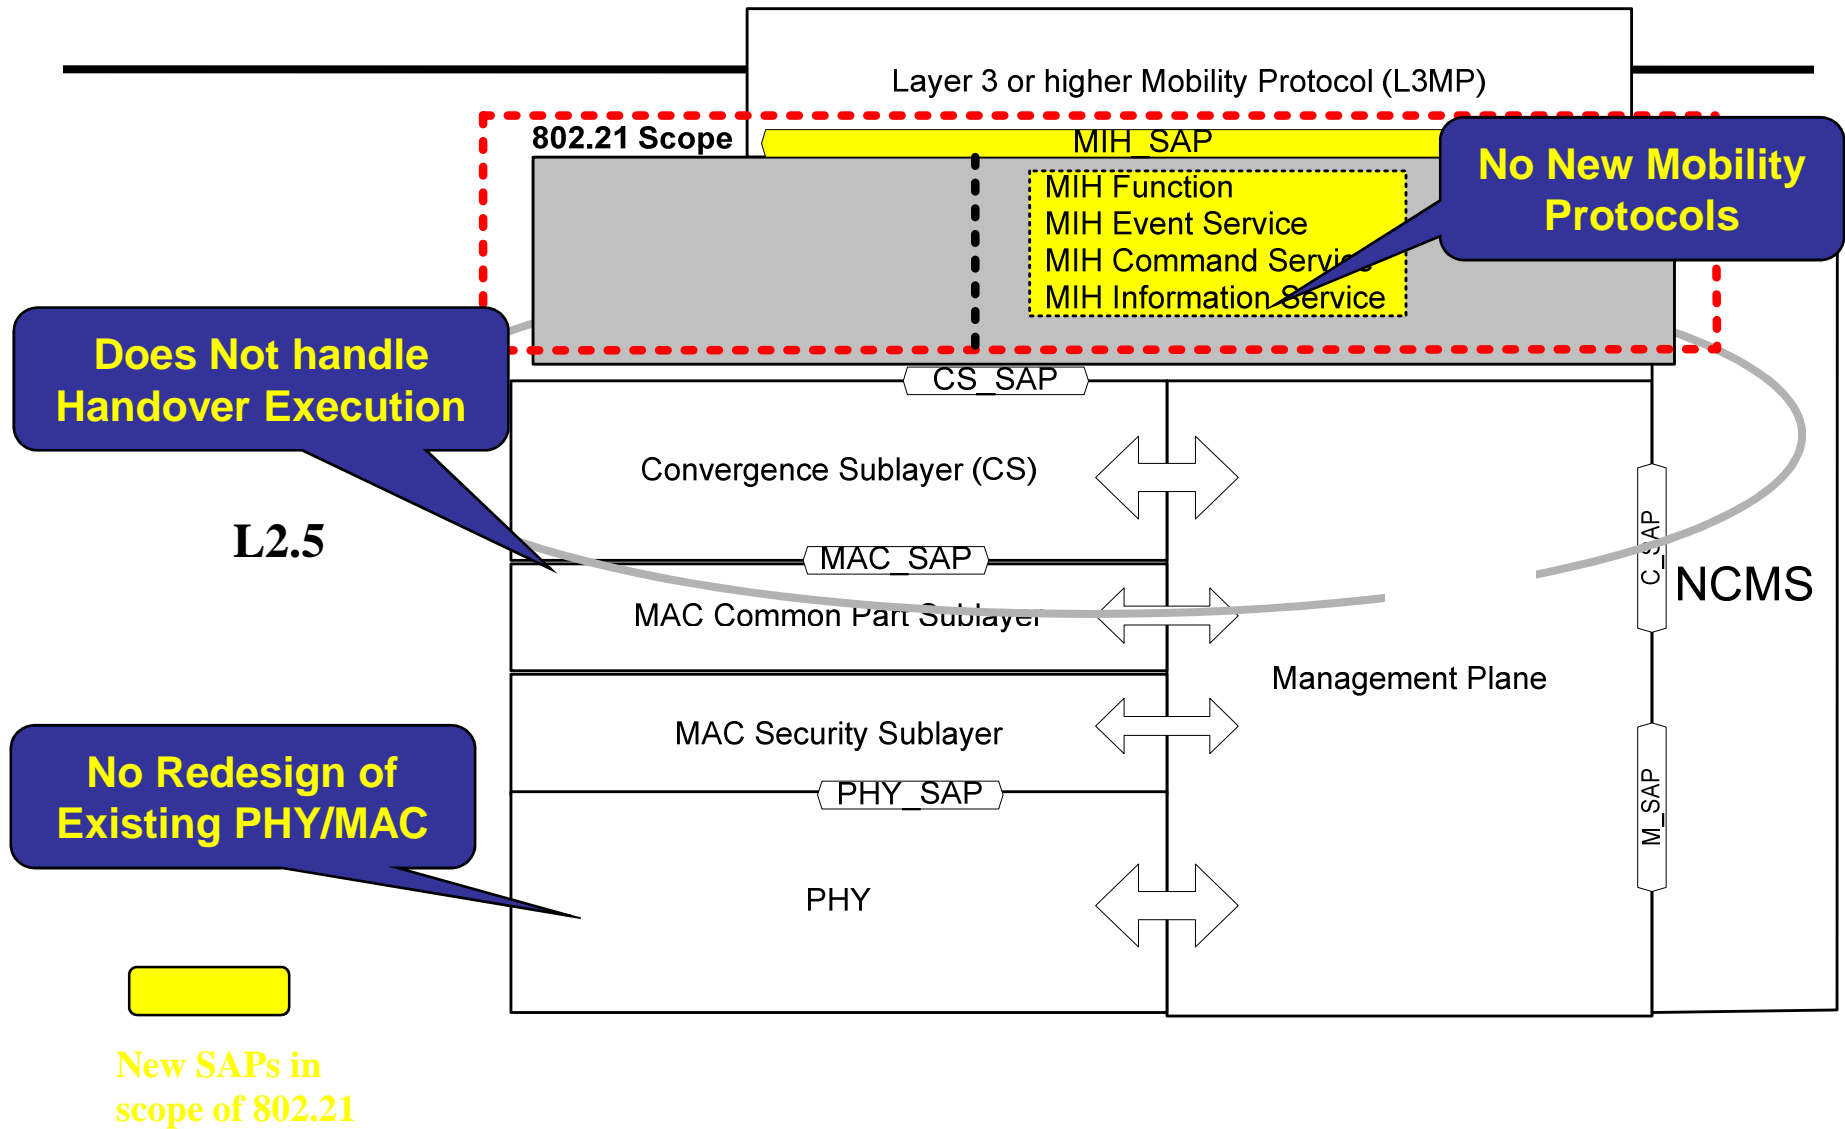 Layer 3 or higher Mobility Protocol (L3MP)
802.21 Scope
MIH_SAP
No New Mobility
Protocols
MIH Function
MIH Event Service
MIH Command Service
MIH Information Service
Does Not handle
Handover Execution
CS_SAP
Convergence Sublayer (CS)
L2.5
MAC_SAP
C_SAP
NCMS
MAC Common Part Sublayer
Management Plane
MAC Security Sublayer
No Redesign of
Existing PHY/MAC
PHY_SAP
M_SAP
PHY
New SAPs in
scope of 802.21